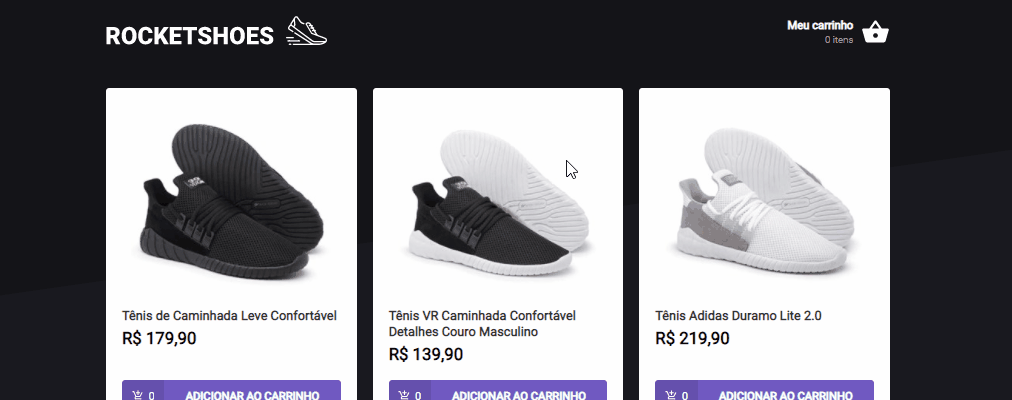 ROCKETSHOES
Meu carrinho
0 itens
Tênis de Caminhada Leve Confortável
R$ 179,90
0 ADICIONAR AO CARRINHO
Tênis VR Caminhada Confortável
Detalhes Couro Masculino
R$ 139,90
0 ADICIONAR AO CARRINHO
Tênis Adidas Duramo Lite 2.0
R$ 219,90
0 ADICIONAR AO CARRINHO